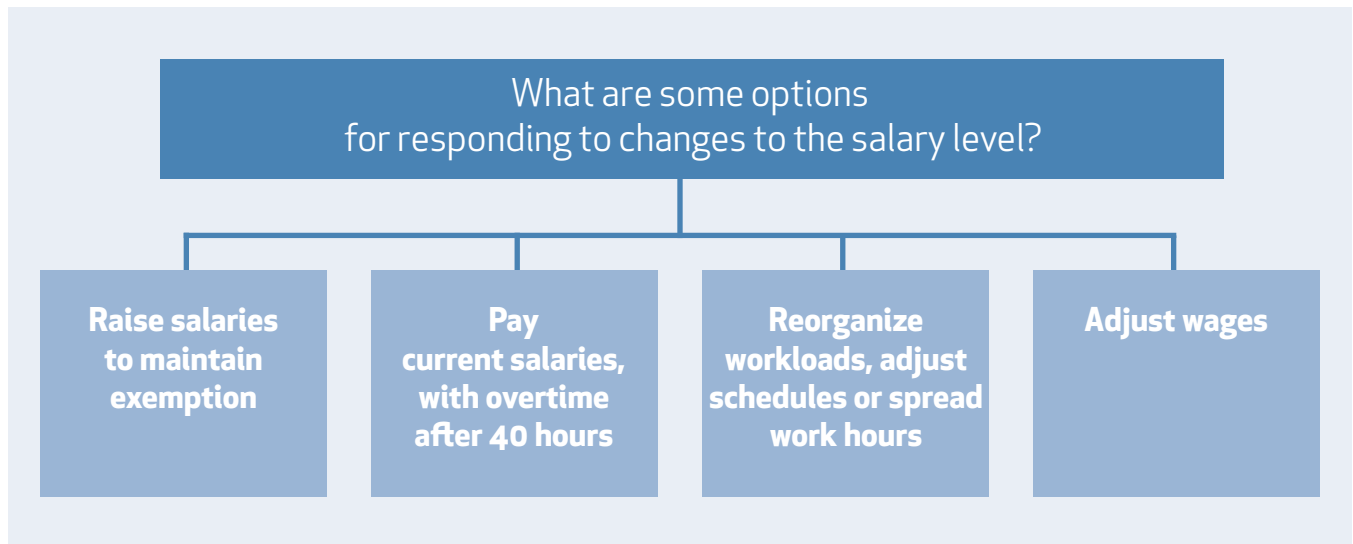 What are some options
for responding to changes to the salary level?
Raise salaries
to maintain
exemption
Pay
current salaries,
with overtime
after 40 hours
Reorganize
workloads, adjust
schedules or spread
work hours
Adjust wages